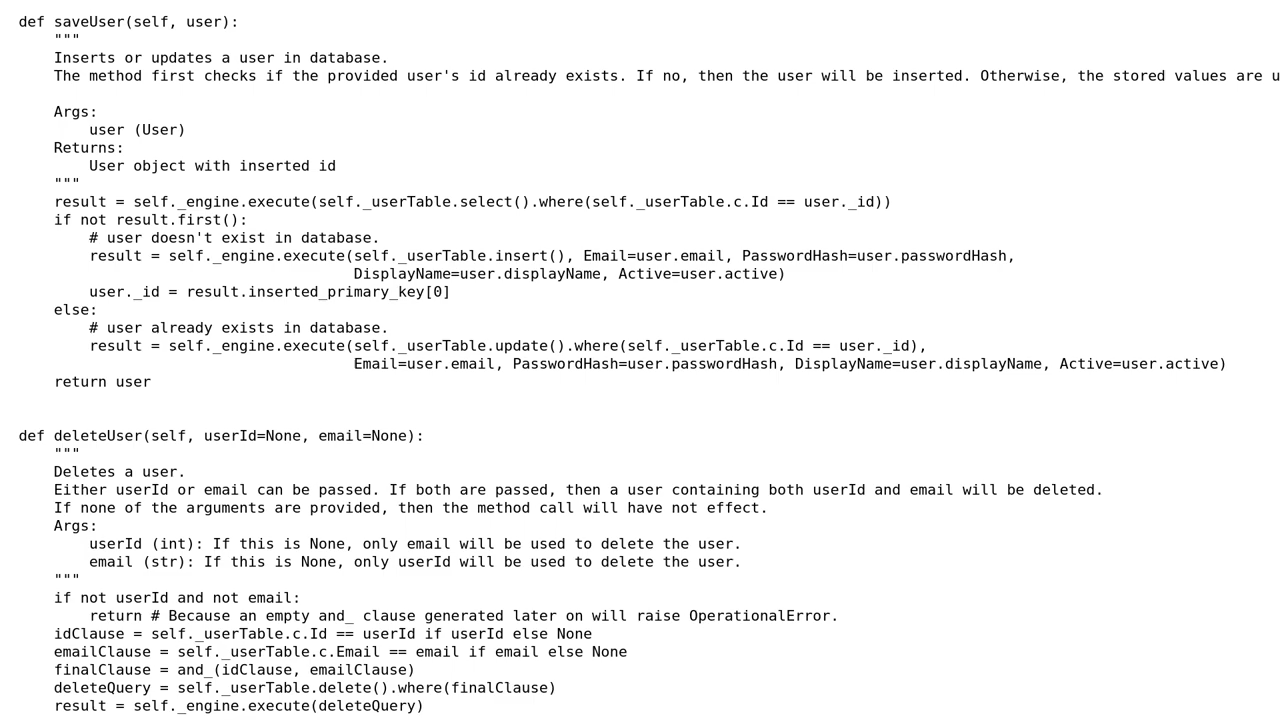 def saveUser(self, user):
    """
    Inserts or updates a user in database.
    The method first checks if the provided user's id already exists. If no, then the user will be inserted. Otherwise, the stored values are u

    Args:
        user (User)
    Returns:
        User object with inserted id
    """
    result = self._engine.execute(self._userTable.select().where(self._userTable.c.Id == user._id))
    if not result.first():
        # user doesn't exist in database.
        result = self._engine.execute(self._userTable.insert(), Email=user.email, PasswordHash=user.passwordHash,
                                      DisplayName=user.displayName, Active=user.active)
        user._id = result.inserted_primary_key[0]
    else:
        # user already exists in database.
        result = self._engine.execute(self._userTable.update().where(self._userTable.c.Id == user._id),
                                      Email=user.email, PasswordHash=user.passwordHash, DisplayName=user.displayName, Active=user.active)
    return user


def deleteUser(self, userId=None, email=None):
    """
    Deletes a user.
    Either userId or email can be passed. If both are passed, then a user containing both userId and email will be deleted.
    If none of the arguments are provided, then the method call will have not effect.
    Args:
        userId (int): If this is None, only email will be used to delete the user.
        email (str): If this is None, only userId will be used to delete the user.
    """
    if not userId and not email:
        return # Because an empty and_ clause generated later on will raise OperationalError.
    idClause = self._userTable.c.Id == userId if userId else None
    emailClause = self._userTable.c.Email == email if email else None
    finalClause = and_(idClause, emailClause)
    deleteQuery = self._userTable.delete().where(finalClause)
    result = self._engine.execute(deleteQuery)